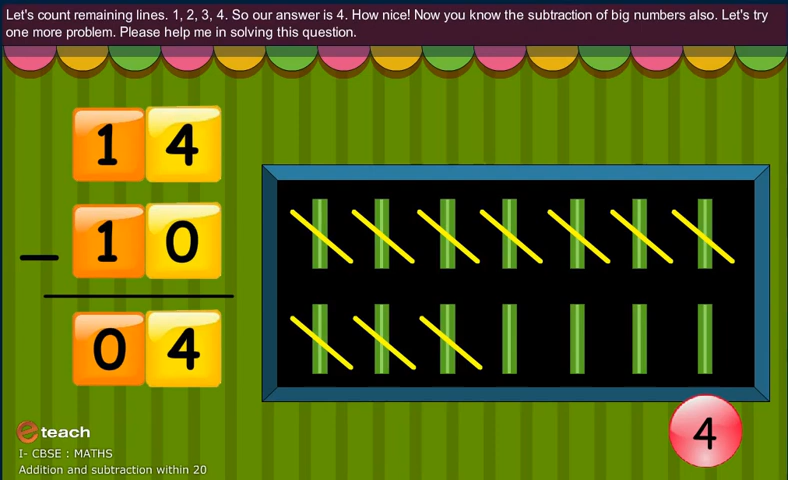 Let's count remaining lines. 1, 2, 3, 4. So our answer is 4. How nice! Now you know the subtraction of big numbers also. Let's try
one more problem. Please help me in solving this question.
1 4
− 1 0
0 4
4
e teach
I- CBSE : MATHS
Addition and subtraction within 20